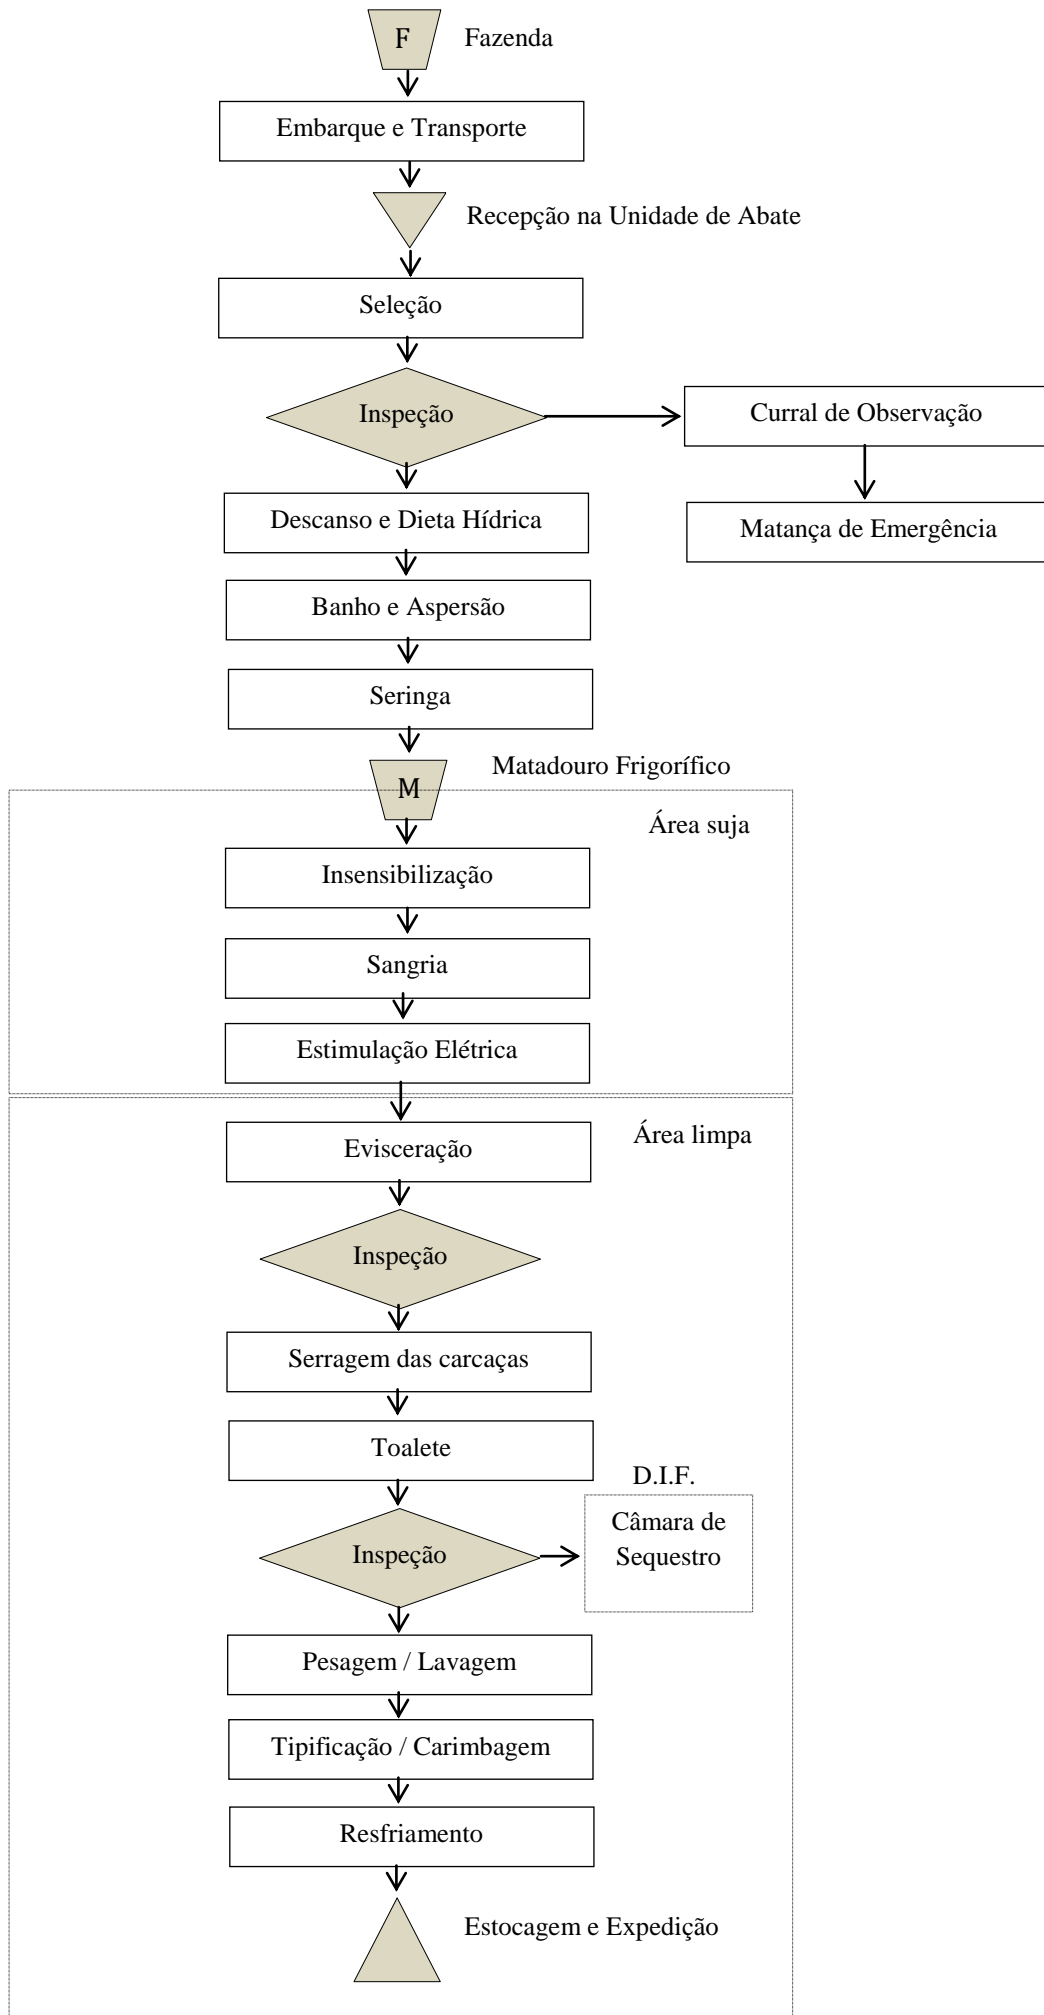 F
Fazenda
Embarque e Transporte
Recepção na Unidade de Abate
Seleção
Inspeção
Curral de Observação
Descanso e Dieta Hídrica
Matança de Emergência
Banho e Aspersão
Seringa
Matadouro Frigorífico
M
Área suja
Insensibilização
Sangria
Estimulação Elétrica
Área limpa
Evisceração
Inspeção
Serragem das carcaças
Toalete
D.I.F.
Câmara de
Sequestro
Inspeção
Pesagem / Lavagem
Tipificação / Carimbagem
Resfriamento
Estocagem e Expedição